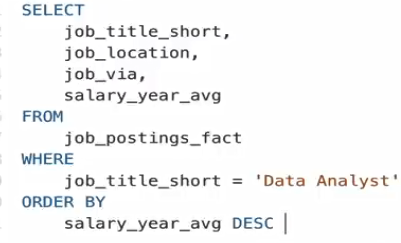 SELECT
    job_title_short,
    job_location,
    job_via,
    salary_year_avg
FROM
    job_postings_fact
WHERE
    job_title_short = 'Data Analyst'
ORDER BY
    salary_year_avg DESC